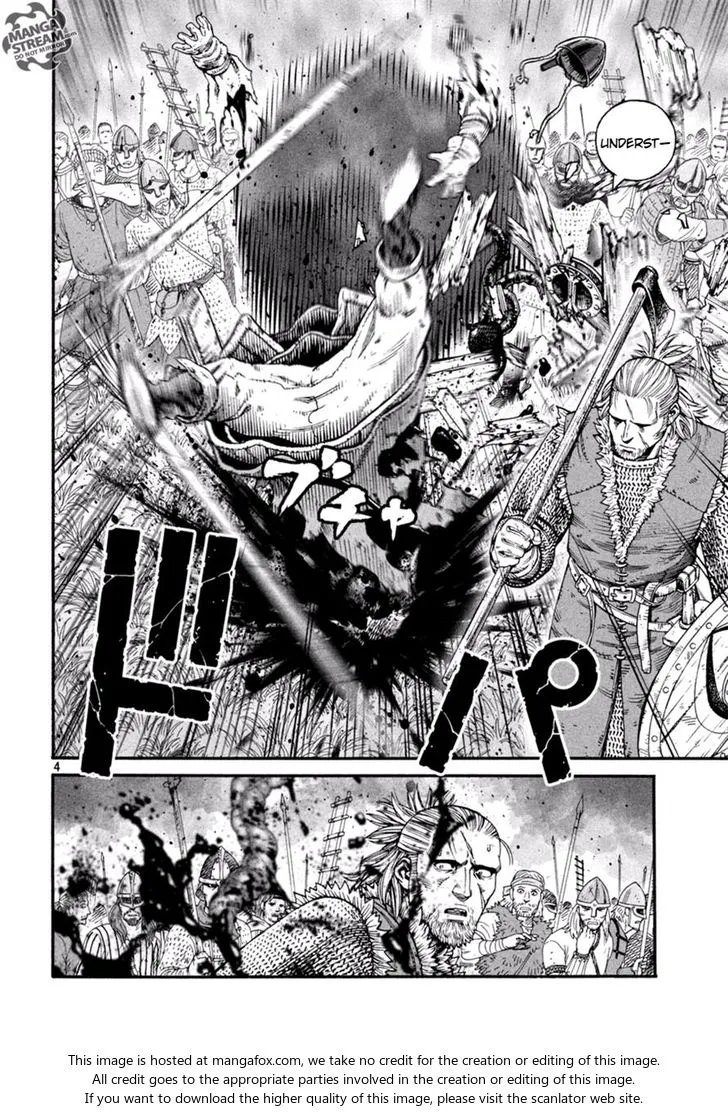 MANGA
STREAM
DO NOT MIRROR
UNDERST—
ブチャ
ドパ
4
This image is hosted at mangafox.com, we take no credit for the creation or editing of this image.
All credit goes to the appropriate parties involved in the creation or editing of this image.
If you want to download the higher quality of this image, please visit the scanlator web site.